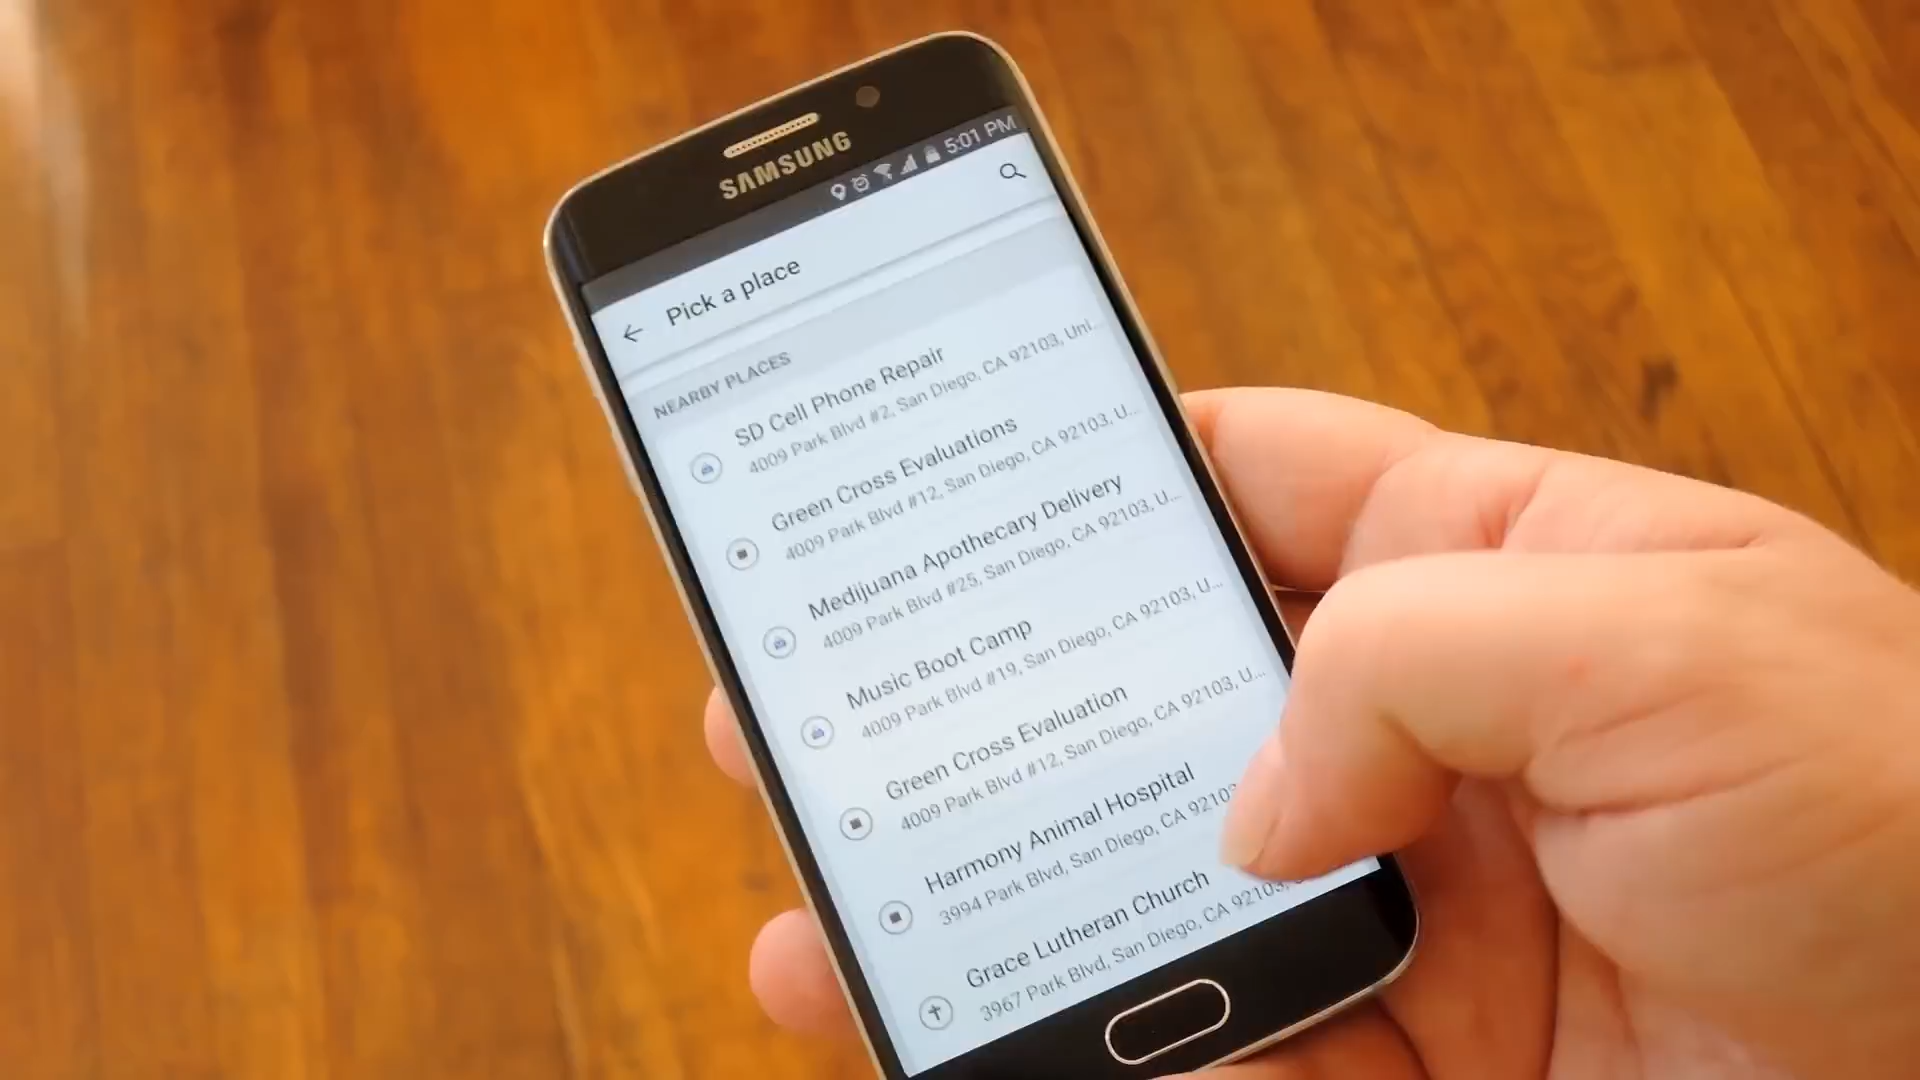 SAMSUNG
5:01 PM
Pick a place
NEARBY PLACES
SD Cell Phone Repair
4009 Park Blvd #2, San Diego, CA 92103, Uni...
Green Cross Evaluations
4009 Park Blvd #12, San Diego, CA 92103, U...
Medijuana Apothecary Delivery
4009 Park Blvd #25, San Diego, CA 92103, U...
Music Boot Camp
4009 Park Blvd #19, San Diego, CA 92103, U...
Green Cross Evaluation
4009 Park Blvd #12, San Diego, CA 92103, U...
Harmony Animal Hospital
3994 Park Blvd, San Diego, CA 92103
Grace Lutheran Church
3967 Park Blvd, San Diego, CA 92103,